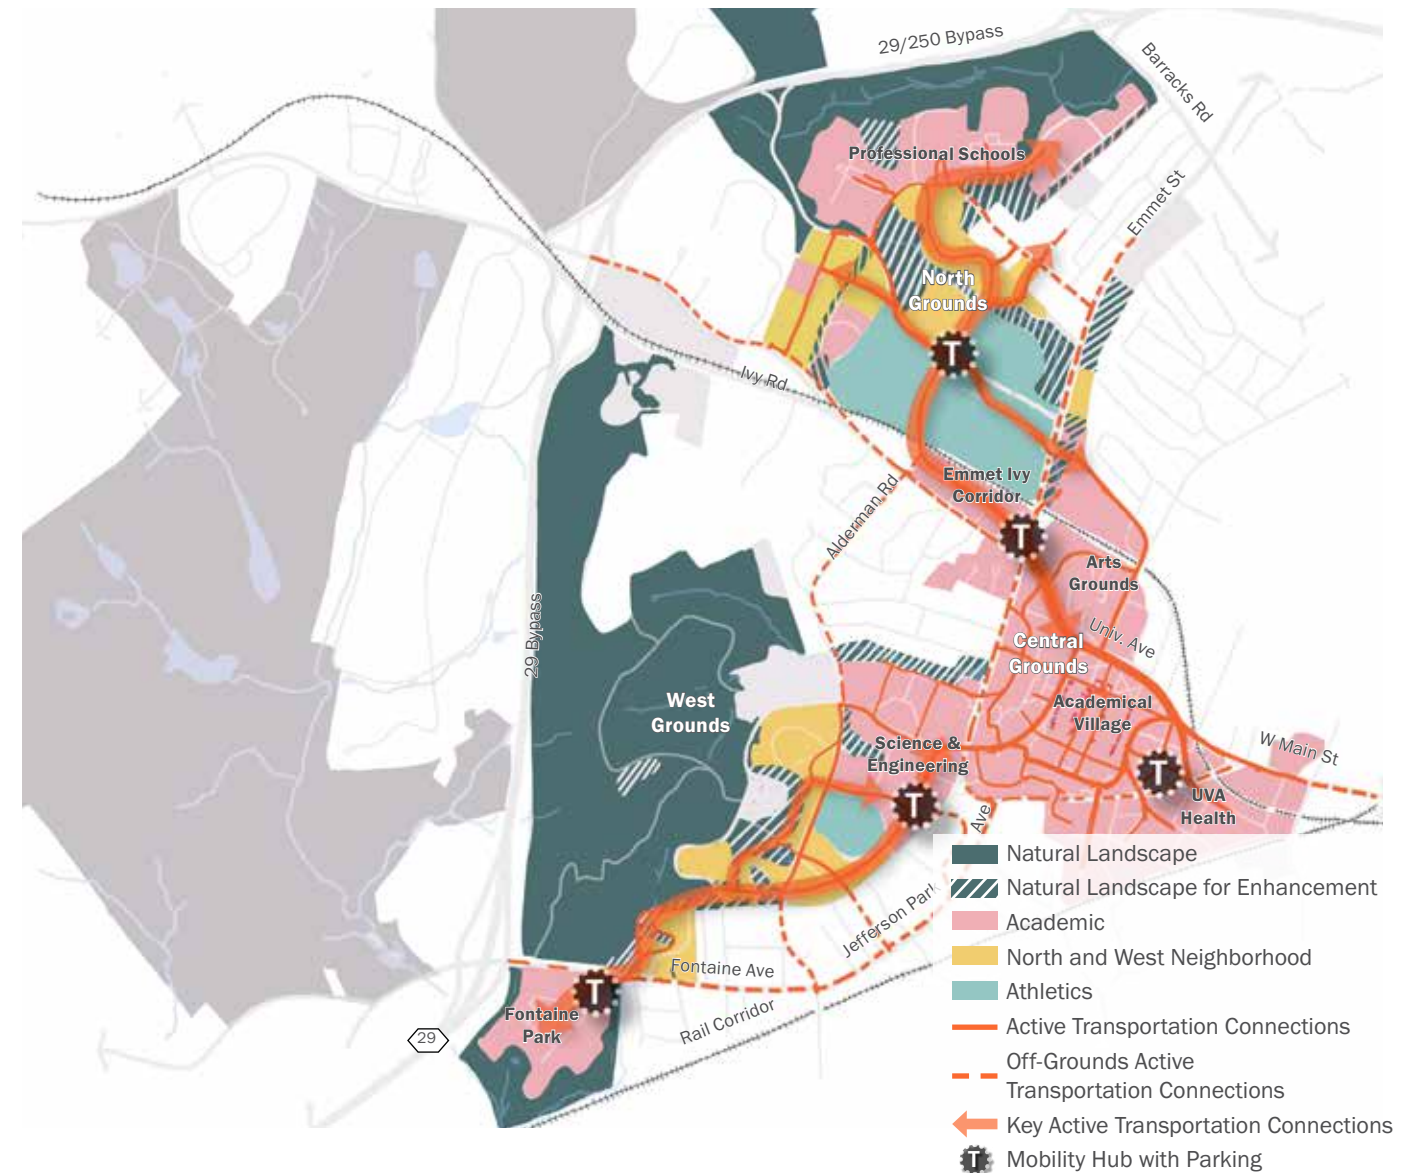 29/250 Bypass
Barracks Rd
Professional Schools
Emmet St
North
Grounds
T
Ivy Rd
Emmet Ivy
Corridor
Alderman Rd
T
Arts
Grounds
29 Bypass
Univ. Ave
Central
Grounds
West
Grounds
Academical
Village
Science &
Engineering
W Main St
T
UVA
Health
T
Ave
Jefferson Park
Fontaine Ave
T
Fontaine
Park
Rail Corridor
29
Natural Landscape
Natural Landscape for Enhancement
Academic
North and West Neighborhood
Athletics
Active Transportation Connections
Off-Grounds Active
Transportation Connections
Key Active Transportation Connections
T Mobility Hub with Parking